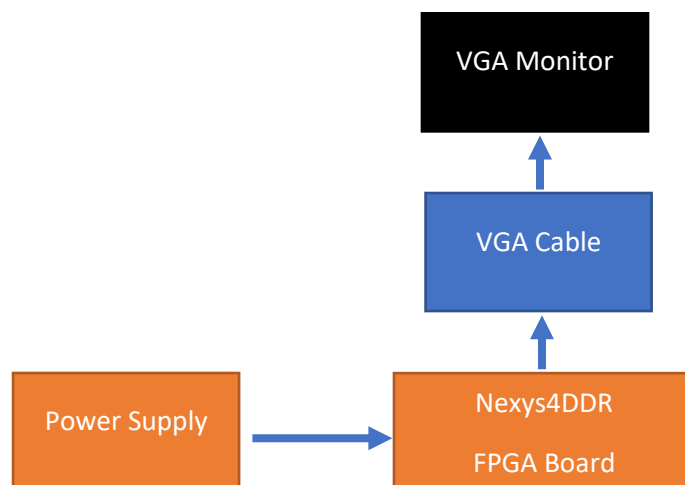 VGA Monitor
VGA Cable
Power Supply
Nexys4DDR
FPGA Board